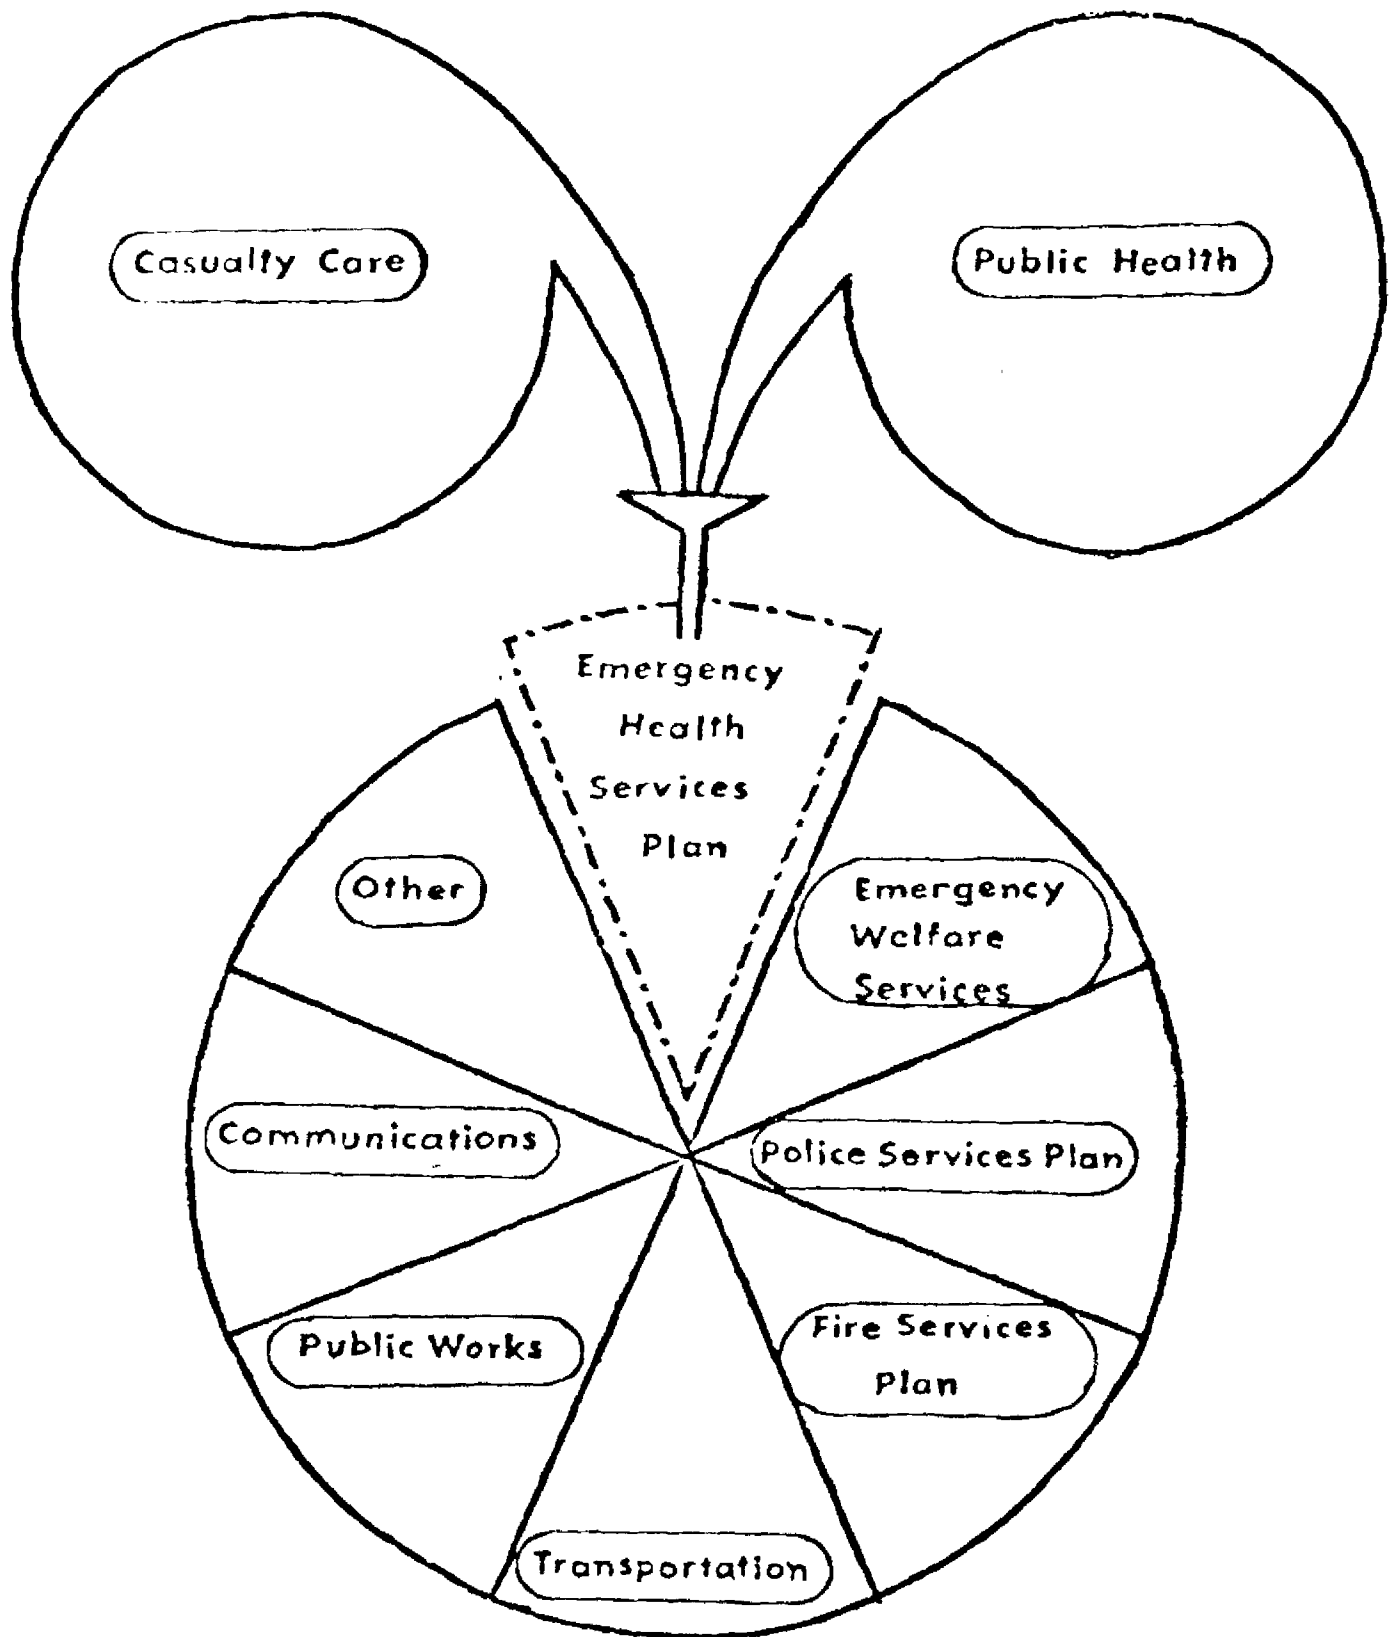 Casualty Care
Public Health
Emergency
Health
Services
Plan
Other
Emergency
Welfare
Services
Communications
Police Services Plan
Public Works
Fire Services
Plan
Transportation